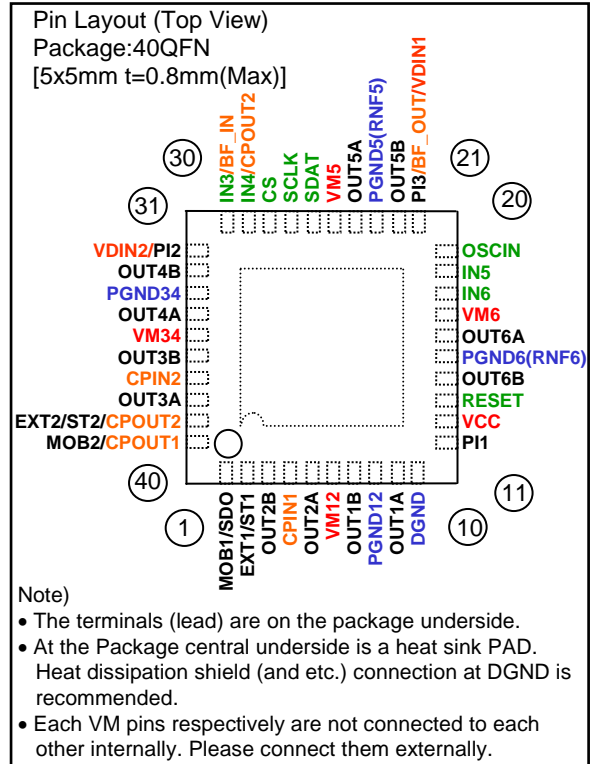 Pin Layout (Top View)
Package:40QFN
[5x5mm t=0.8mm(Max)]
30
IN3/BF_IN
IN4/CPOUT2
CS
SCLK
SDAT
VM5
OUT5A
PGND5(RNF5)
OUT5B
PI3/BF_OUT/VDIN1
21
31
20
VDIN2/PI2
OUT4B
PGND34
OUT4A
VM34
OUT3B
CPIN2
OUT3A
EXT2/ST2/CPOUT2
MOB2/CPOUT1
OSCIN
IN5
IN6
VM6
OUT6A
PGND6(RNF6)
OUT6B
RESET
VCC
PI1
40
11
1
MOB1/SDO
EXT1/ST1
OUT2B
CPIN1
OUT2A
VM12
OUT1B
PGND12
OUT1A
DGND
10
Note)
• The terminals (lead) are on the package underside.
• At the Package central underside is a heat sink PAD.
Heat dissipation shield (and etc.) connection at DGND is
recommended.
• Each VM pins respectively are not connected to each
other internally. Please connect them externally.